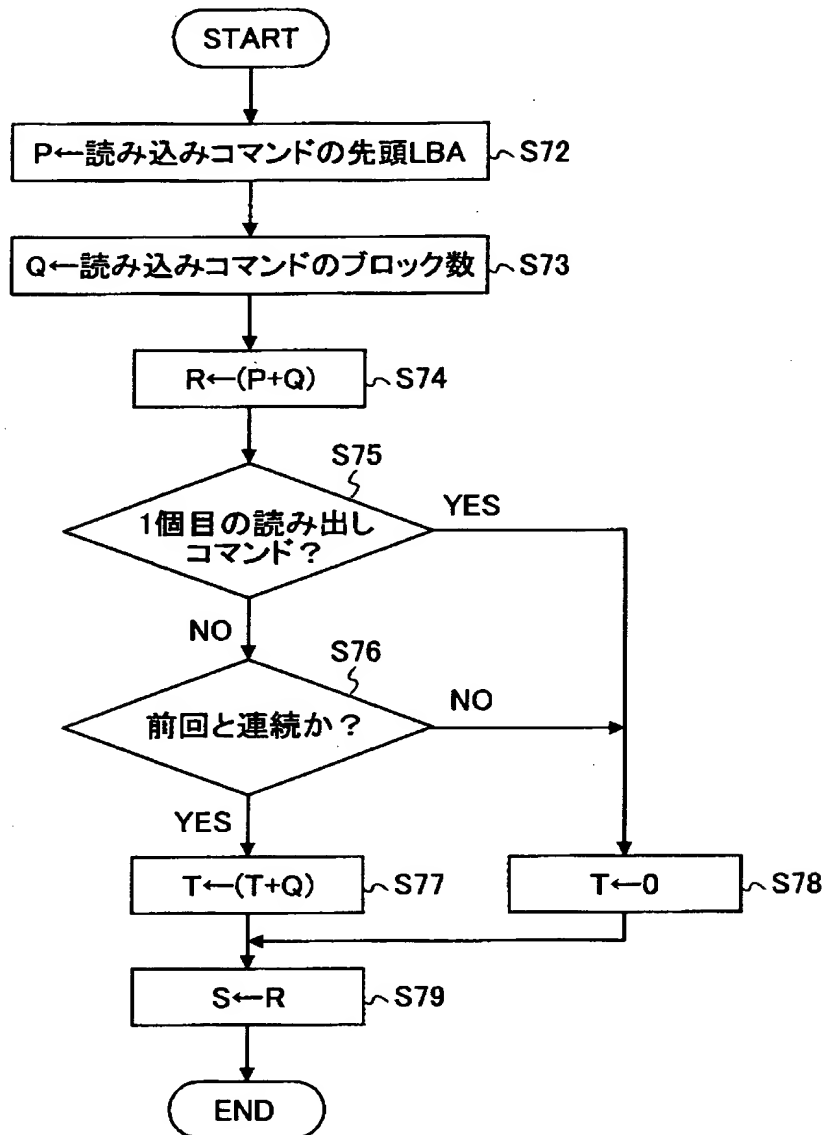 START
P←読み込みコマンドの先頭LBA
S72
Q←読み込みコマンドのブロック数
S73
R←(P+Q)
S74
S75
1個目の読み出し
コマンド？
YES
NO
S76
前回と連続か？
NO
YES
T←(T+Q)
S77
T←0
S78
S←R
S79
END